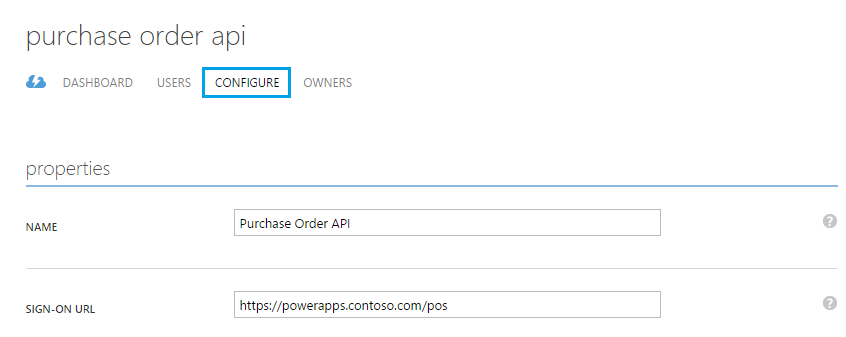 purchase order api
DASHBOARD USERS CONFIGURE OWNERS
properties
NAME Purchase Order API ?
SIGN-ON URL https://powerapps.contoso.com/pos ?